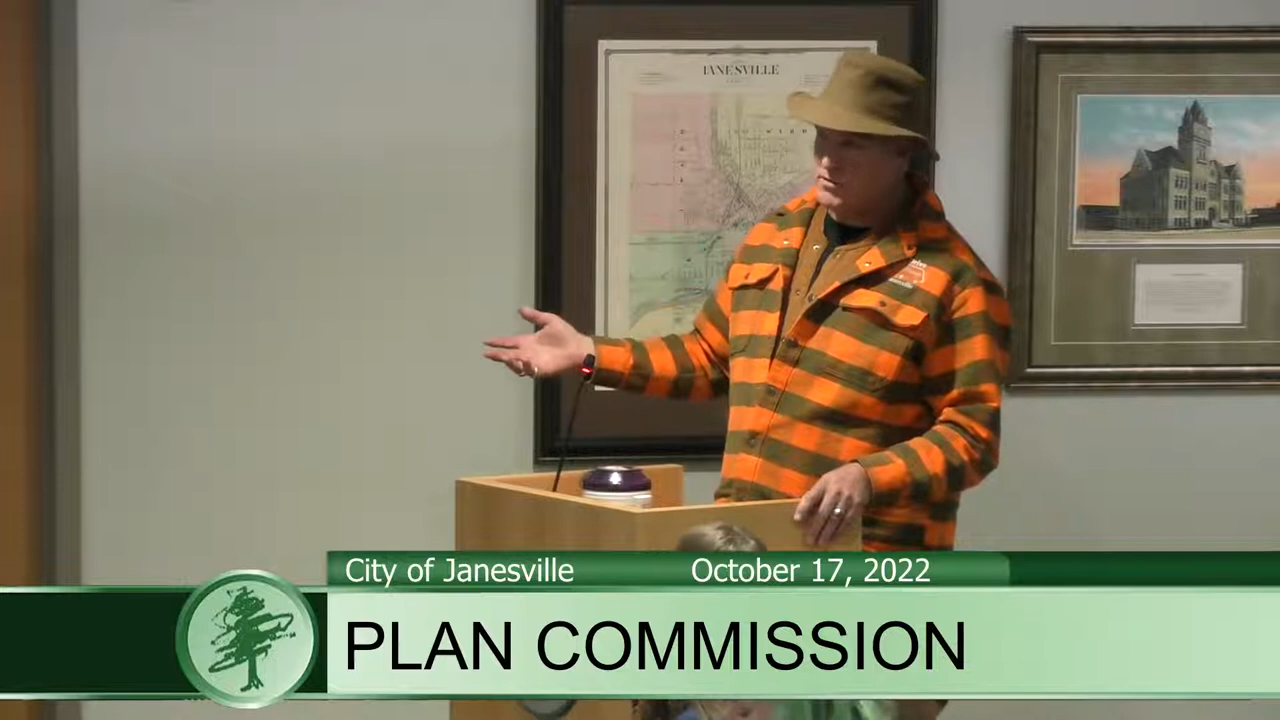 JANESVILLE
City of Janesville
October 17, 2022
PLAN COMMISSION